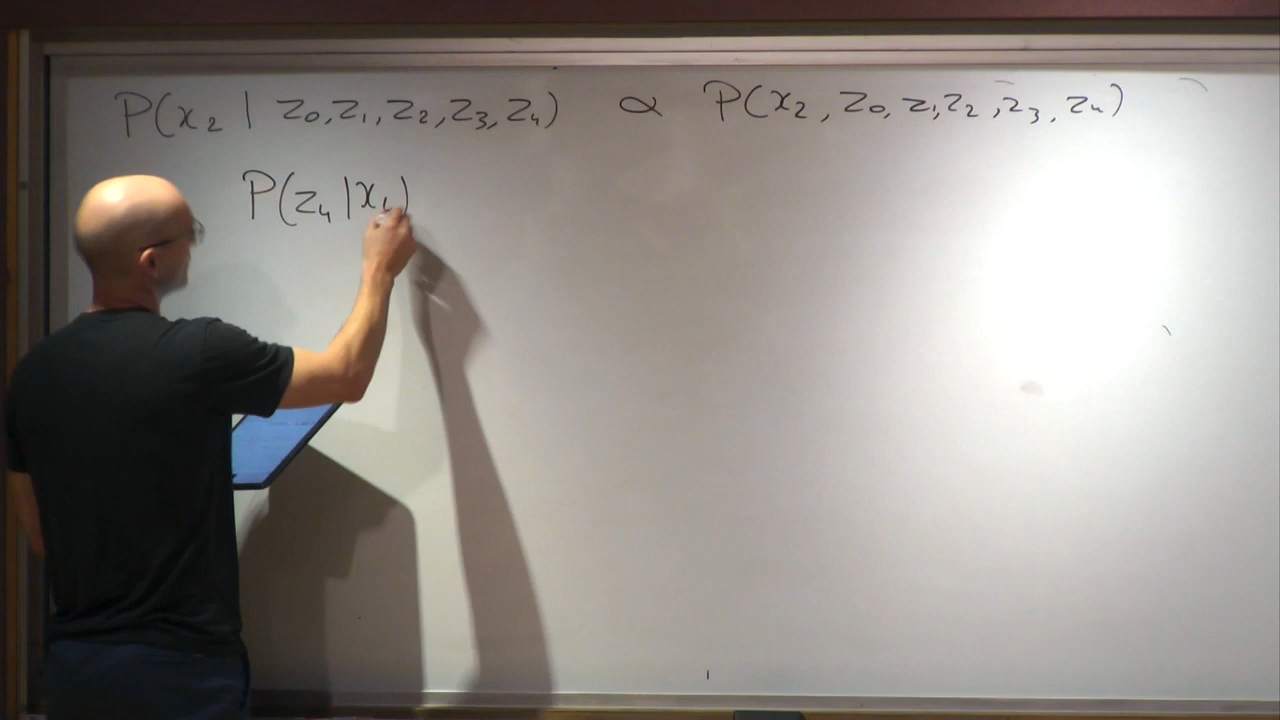 P(x₂ | z₀,z₁,z₂,z₃,z₄) ∝ P(x₂, z₀,z₁,z₂,z₃,z₄)
P(z₄|x₄)